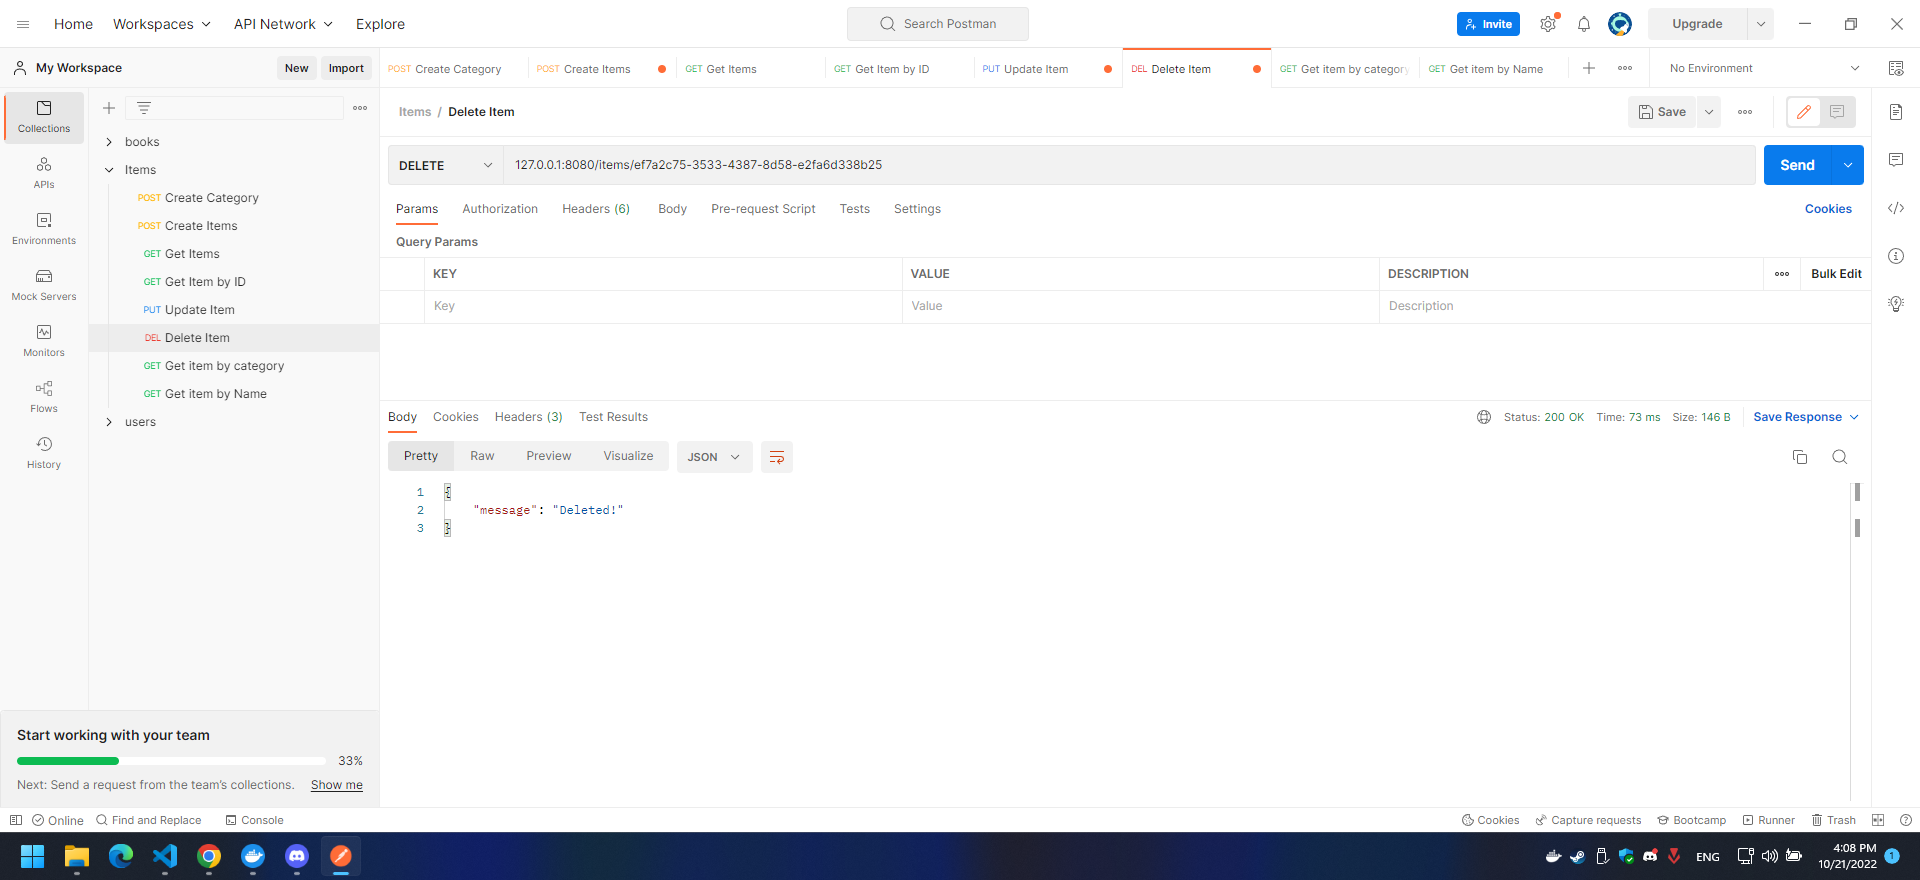 Home Workspaces API Network Explore Search Postman Invite Upgrade
My Workspace New Import
POST Create Category POST Create Items GET Get Items GET Get Item by ID PUT Update Item DEL Delete Item GET Get item by category GET Get item by Name No Environment
Collections
APIs
Environments
Mock Servers
Monitors
Flows
History
books
Items
POST Create Category
POST Create Items
GET Get Items
GET Get Item by ID
PUT Update Item
DEL Delete Item
GET Get item by category
GET Get item by Name
users
Items / Delete Item Save
DELETE 127.0.0.1:8080/items/ef7a2c75-3533-4387-8d58-e2fa6d338b25 Send
Params Authorization Headers (6) Body Pre-request Script Tests Settings Cookies
Query Params
KEY VALUE DESCRIPTION Bulk Edit
Key Value Description
Body Cookies Headers (3) Test Results Status: 200 OK Time: 73 ms Size: 146 B Save Response
Pretty Raw Preview Visualize JSON
1 {
2 "message": "Deleted!"
3 }
Start working with your team
33%
Next: Send a request from the team's collections. Show me
Online Find and Replace Console Cookies Capture requests Bootcamp Runner Trash
ENG 4:08 PM
10/21/2022 1